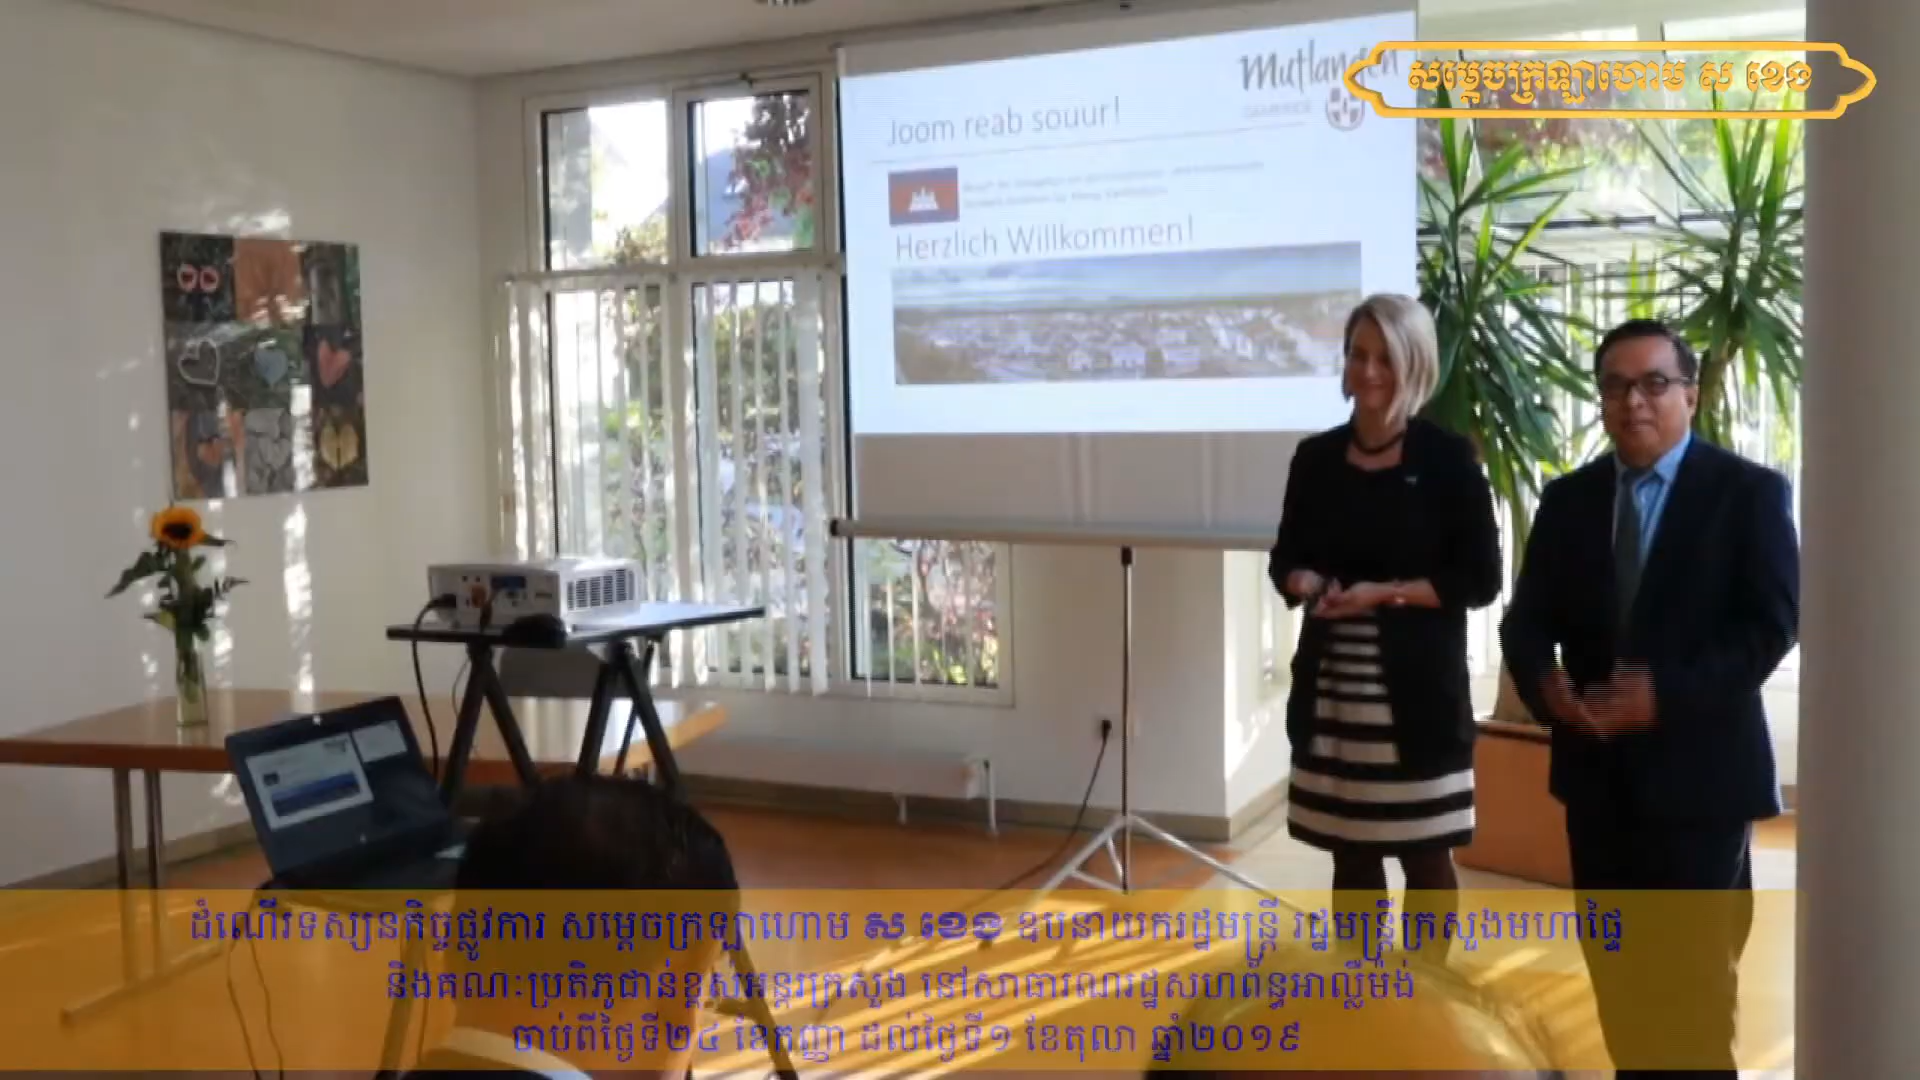 Mutlangen
សម្តេចក្រឡាហោម ស ខេង
Joom reab souur!
Herzlich Willkommen!
ដំណើរទស្សនកិច្ចផ្លូវការ សម្តេចក្រឡាហោម ស ខេង ឧបនាយករដ្ឋមន្ត្រី រដ្ឋមន្ត្រីក្រសួងមហាផ្ទៃ
និងគណៈប្រតិភូជាន់ខ្ពស់អន្តរក្រសួង នៅសាធារណរដ្ឋសហព័ន្ធអាល្លឺម៉ង់
ចាប់ពីថ្ងៃទី២៤ ខែកញ្ញា ដល់ថ្ងៃទី១ ខែតុលា ឆ្នាំ២០១៩